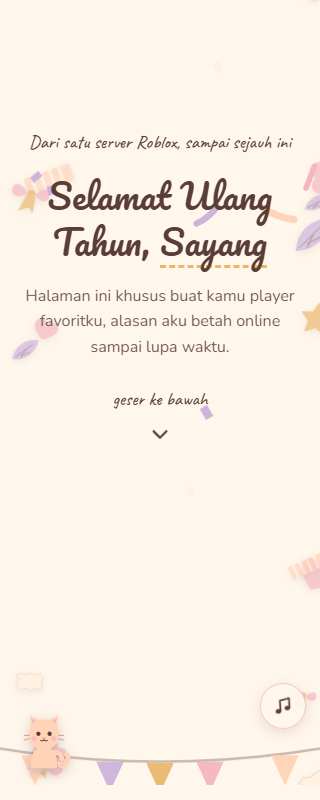 Dari satu server Roblox, sampai sejauh ini
Selamat Ulang
Tahun, Sayang
Halaman ini khusus buat kamu player
favoritku, alasan aku betah online
sampai lupa waktu.
geser ke bawah